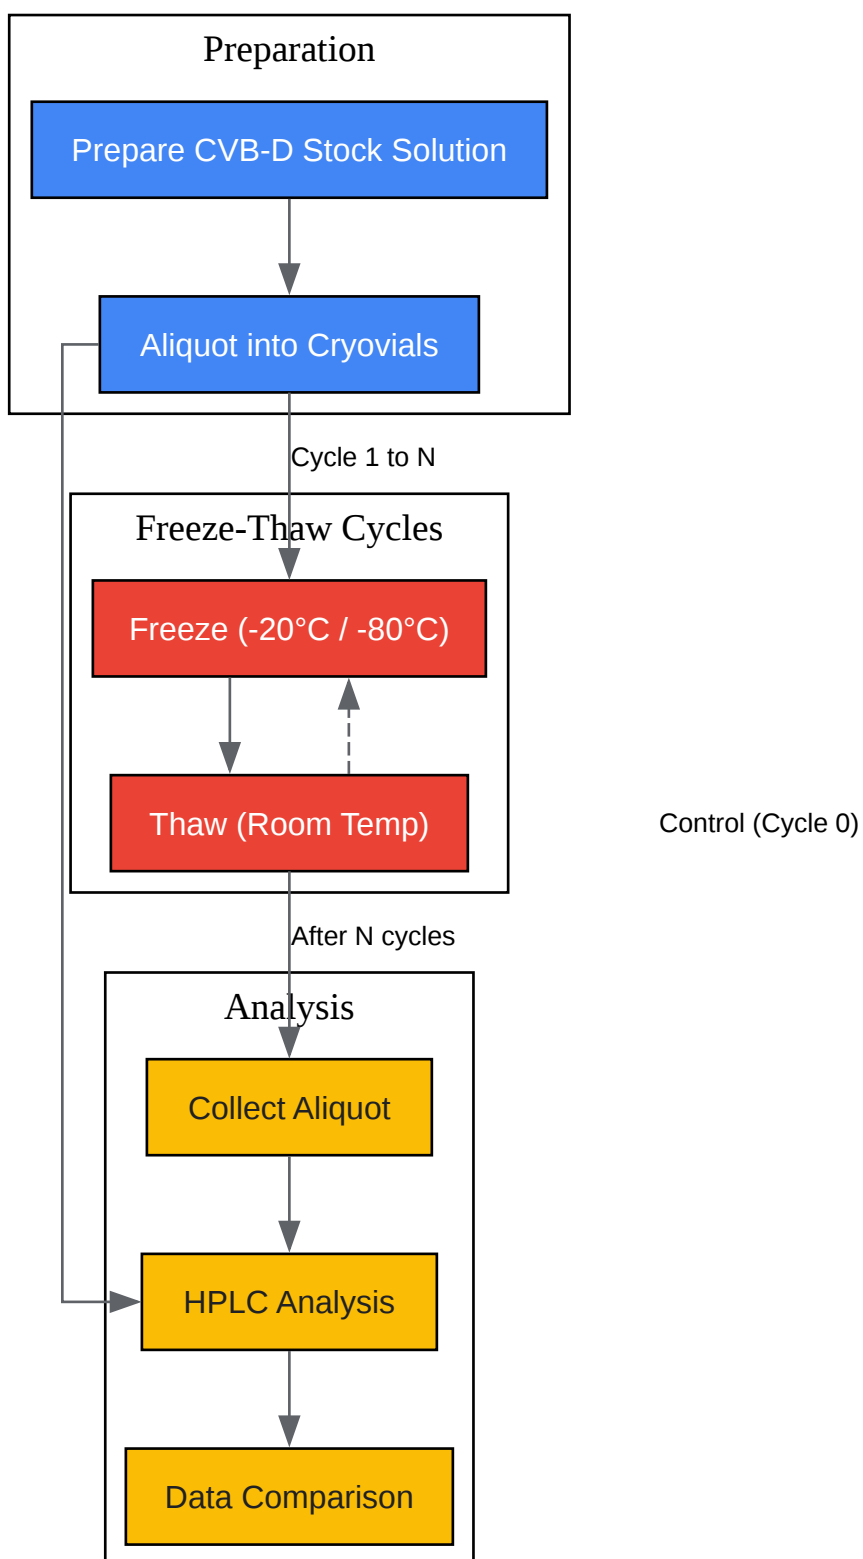 Preparation
Prepare CVB-D Stock Solution
Aliquot into Cryovials
Cycle 1 to N
Freeze-Thaw Cycles
Freeze (-20°C / -80°C)
Thaw (Room Temp)
Control (Cycle 0)
After N cycles
Analysis
Collect Aliquot
HPLC Analysis
Data Comparison